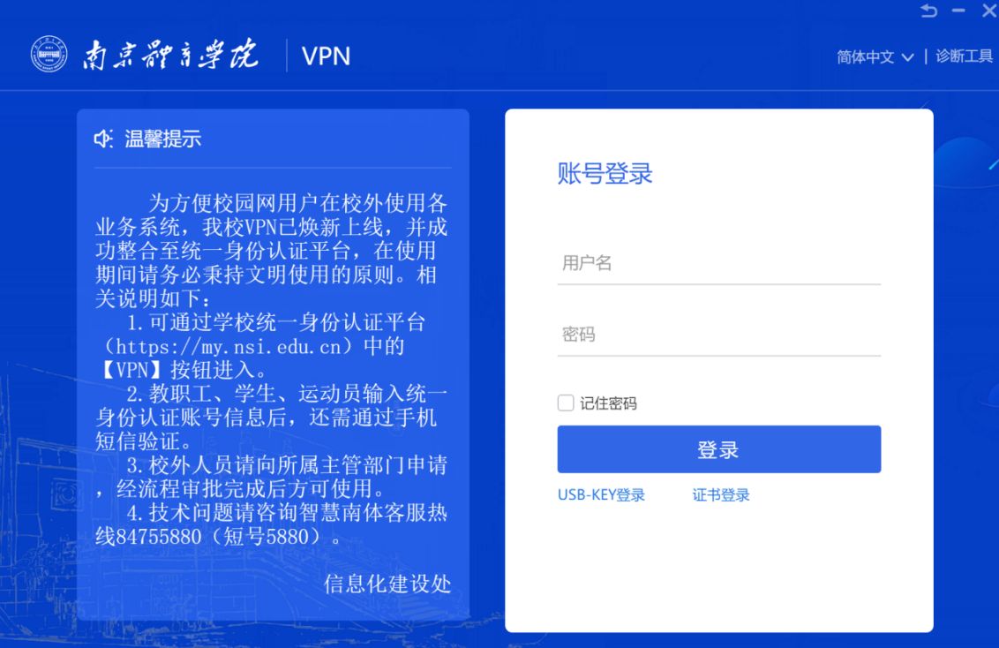 南京體育学院 VPN
简体中文 | 诊断工具
温馨提示
为方便校园网用户在校外使用各
业务系统，我校VPN已焕新上线，并成
功整合至统一身份认证平台，在使用
期间请务必秉持文明使用的原则。相
关说明如下：
1.可通过学校统一身份认证平台
（https://my.nsi.edu.cn）中的
【VPN】按钮进入。
2.教职工、学生、运动员输入统一
身份认证账号信息后，还需通过手机
短信验证。
3.校外人员请向所属主管部门申请
，经流程审批完成后方可使用。
4.技术问题请咨询智慧南体客服热
线84755880（短号5880）。
信息化建设处
账号登录
用户名
密码
记住密码
登录
USB-KEY登录 证书登录